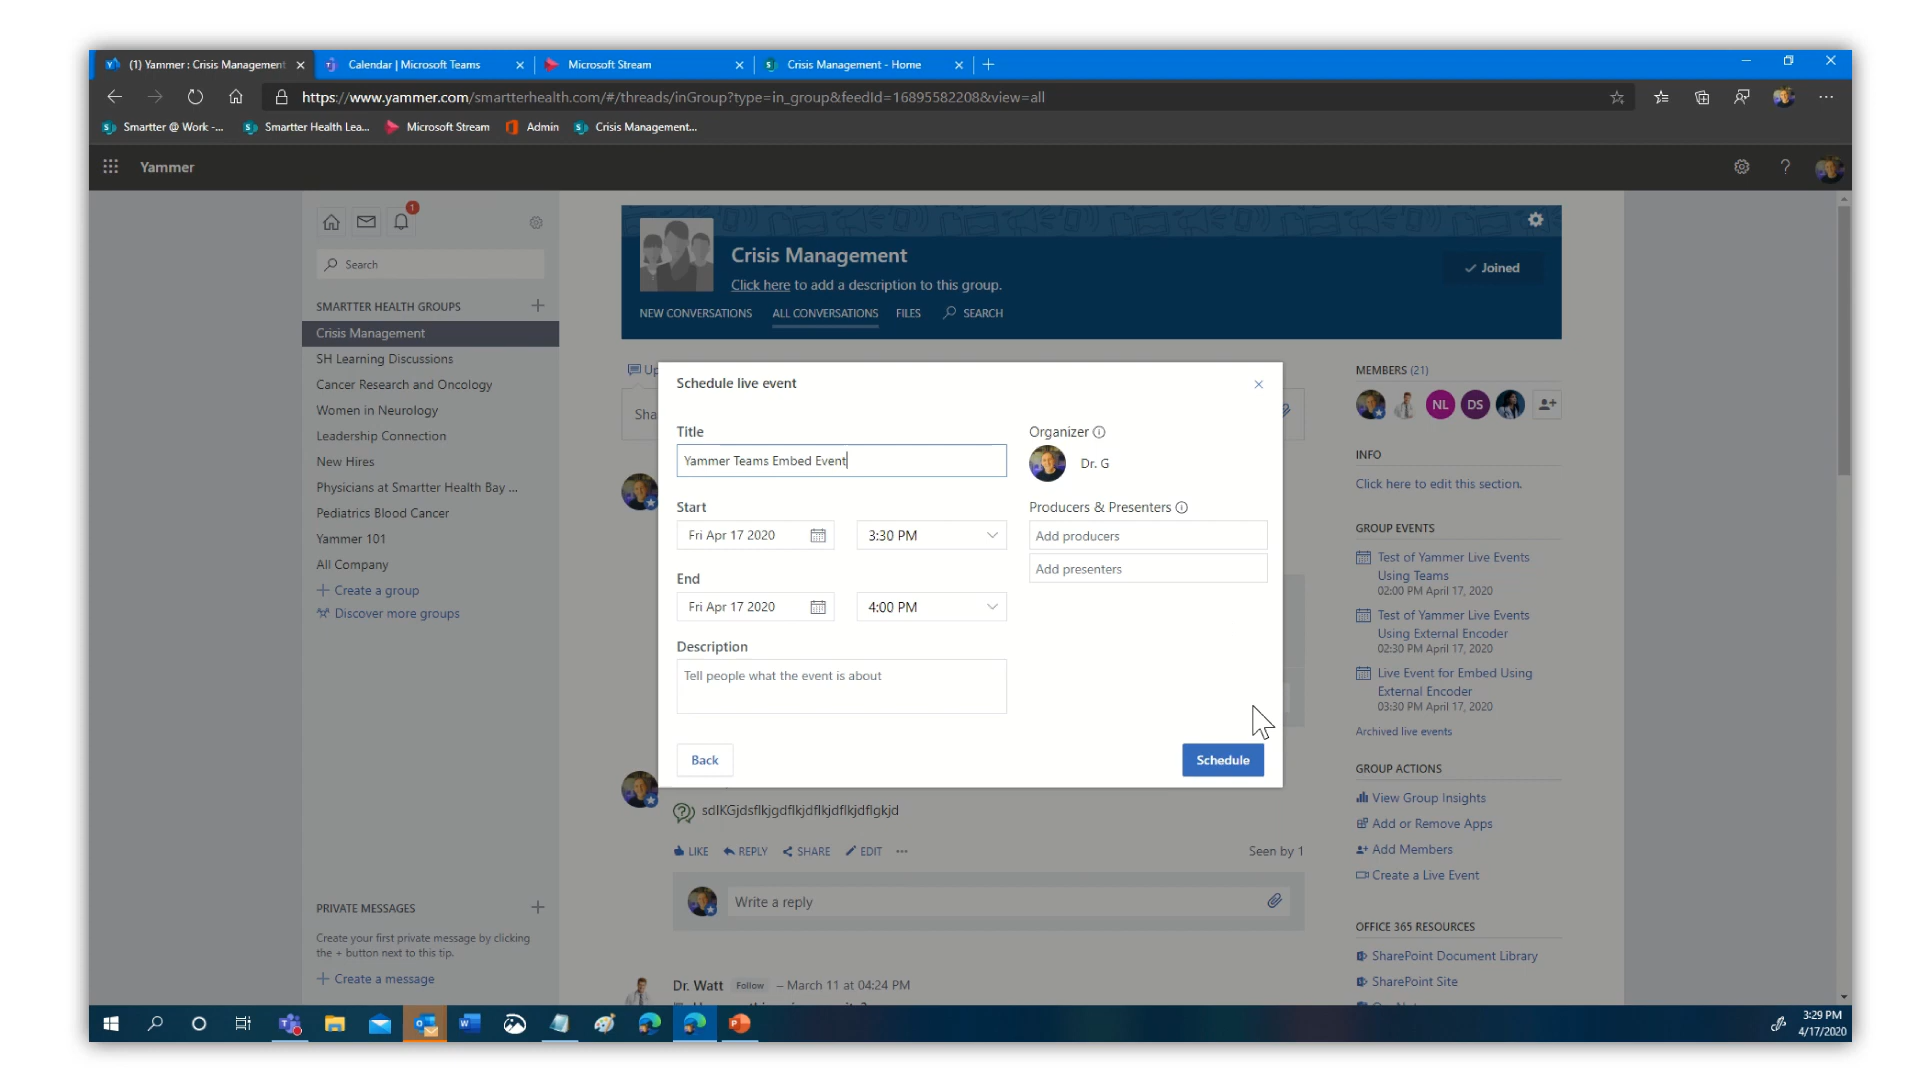 (1) Yammer : Crisis Management
Calendar | Microsoft Teams
Microsoft Stream
Crisis Management - Home
https://www.yammer.com/smartterhealth.com/#/threads/inGroup?type=in_group&feedId=16895582208&view=all
Smartter @ Work -...
Smartter Health Lea...
Microsoft Stream
Admin
Crisis Management...
Yammer
1
Search
SMARTTER HEALTH GROUPS
Crisis Management
SH Learning Discussions
Cancer Research and Oncology
Women in Neurology
Leadership Connection
New Hires
Physicians at Smartter Health Bay ...
Pediatrics Blood Cancer
Yammer 101
All Company
Create a group
Discover more groups
PRIVATE MESSAGES
Create your first private message by clicking
the + button next to this tip.
Create a message
Crisis Management
Click here to add a description to this group.
Joined
NEW CONVERSATIONS
ALL CONVERSATIONS
FILES
SEARCH
Up
Sha
Schedule live event
Title
Yammer Teams Embed Event
Start
Fri Apr 17 2020
3:30 PM
End
Fri Apr 17 2020
4:00 PM
Description
Tell people what the event is about
Organizer
Dr. G
Producers & Presenters
Add producers
Add presenters
Back
Schedule
LIKE
REPLY
SHARE
EDIT
Seen by 1
Write a reply
Dr. Watt Follow – March 11 at 04:24 PM
MEMBERS (21)
NL
DS
INFO
Click here to edit this section.
GROUP EVENTS
Test of Yammer Live Events
Using Teams
02:00 PM April 17, 2020
Test of Yammer Live Events
Using External Encoder
02:30 PM April 17, 2020
Live Event for Embed Using
External Encoder
03:30 PM April 17, 2020
Archived live events
GROUP ACTIONS
View Group Insights
Add or Remove Apps
Add Members
Create a Live Event
OFFICE 365 RESOURCES
SharePoint Document Library
SharePoint Site
3:29 PM
4/17/2020